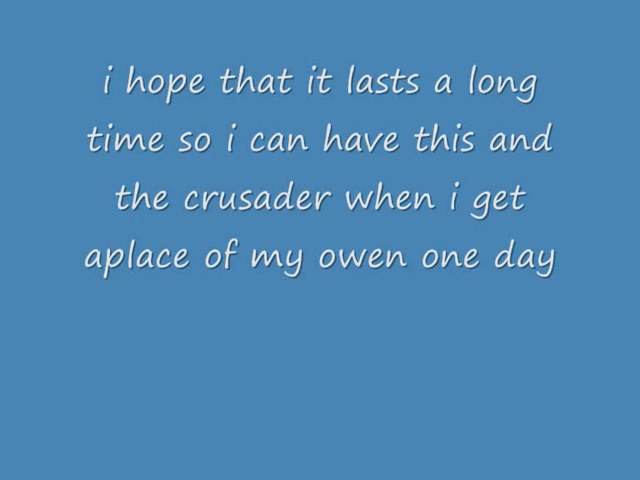 i hope that it lasts a long
time so i can have this and
the crusader when i get
aplace of my owen one day